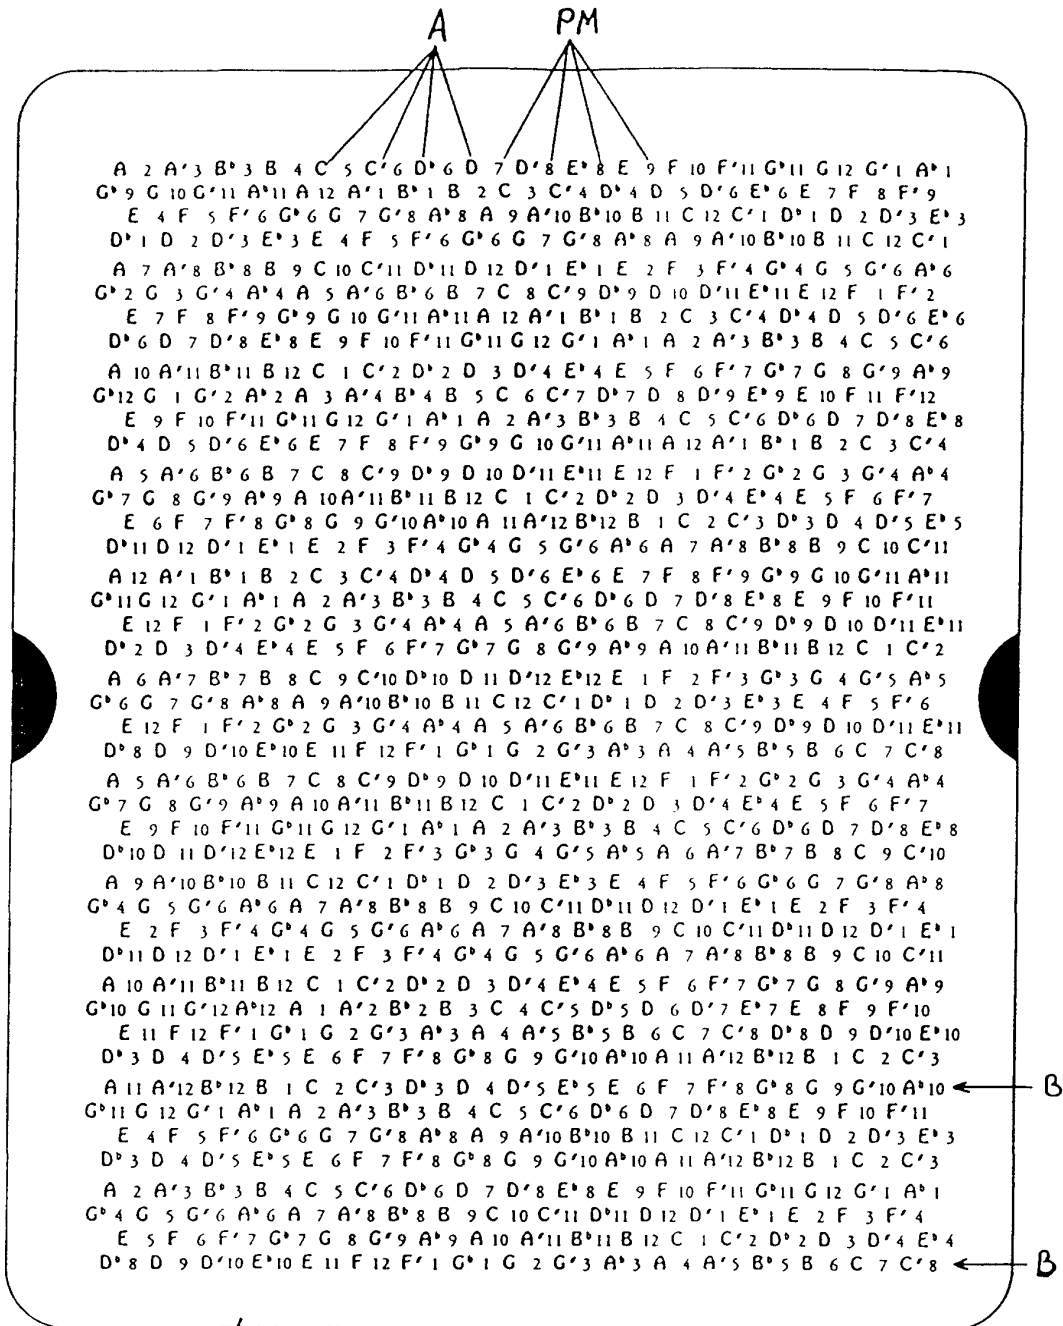 A PM
A 2 A' 3 B♭ 3 B 4 C 5 C' 6 D♭ 6 D 7 D' 8 E♭ 8 E 9 F 10 F' 11 G♭ 11 G 12 G' 1 A♭ 1
G♭ 9 G 10 G' 11 A♭ 11 A 12 A' 1 B♭ 1 B 2 C 3 C' 4 D♭ 4 D 5 D' 6 E♭ 6 E 7 F 8 F' 9
E 4 F 5 F' 6 G♭ 6 G 7 G' 8 A♭ 8 A 9 A' 10 B♭ 10 B 11 C 12 C' 1 D♭ 1 D 2 D' 3 E♭ 3
D♭ 1 D 2 D' 3 E♭ 3 E 4 F 5 F' 6 G♭ 6 G 7 G' 8 A♭ 8 A 9 A' 10 B♭ 10 B 11 C 12 C' 1
A 7 A' 8 B♭ 8 B 9 C 10 C' 11 D♭ 11 D 12 D' 1 E♭ 1 E 2 F 3 F' 4 G♭ 4 G 5 G' 6 A♭ 6
G♭ 2 G 3 G' 4 A♭ 4 A 5 A' 6 B♭ 6 B 7 C 8 C' 9 D♭ 9 D 10 D' 11 E♭ 11 E 12 F 1 F' 2
E 7 F 8 F' 9 G♭ 9 G 10 G' 11 A♭ 11 A 12 A' 1 B♭ 1 B 2 C 3 C' 4 D♭ 4 D 5 D' 6 E♭ 6
D♭ 6 D 7 D' 8 E♭ 8 E 9 F 10 F' 11 G♭ 11 G 12 G' 1 A♭ 1 A 2 A' 3 B♭ 3 B 4 C 5 C' 6
A 10 A' 11 B♭ 11 B 12 C 1 C' 2 D♭ 2 D 3 D' 4 E♭ 4 E 5 F 6 F' 7 G♭ 7 G 8 G' 9 A♭ 9
G♭ 12 G 1 G' 2 A♭ 2 A 3 A' 4 B♭ 4 B 5 C 6 C' 7 D♭ 7 D 8 D' 9 E♭ 9 E 10 F 11 F' 12
E 9 F 10 F' 11 G♭ 11 G 12 G' 1 A♭ 1 A 2 A' 3 B♭ 3 B 4 C 5 C' 6 D♭ 6 D 7 D' 8 E♭ 8
D♭ 4 D 5 D' 6 E♭ 6 E 7 F 8 F' 9 G♭ 9 G 10 G' 11 A♭ 11 A 12 A' 1 B♭ 1 B 2 C 3 C' 4
A 5 A' 6 B♭ 6 B 7 C 8 C' 9 D♭ 9 D 10 D' 11 E♭ 11 E 12 F 1 F' 2 G♭ 2 G 3 G' 4 A♭ 4
G♭ 7 G 8 G' 9 A♭ 9 A 10 A' 11 B♭ 11 B 12 C 1 C' 2 D♭ 2 D 3 D' 4 E♭ 4 E 5 F 6 F' 7
E 6 F 7 F' 8 G♭ 8 G 9 G' 10 A♭ 10 A 11 A' 12 B♭ 12 B 1 C 2 C' 3 D♭ 3 D 4 D' 5 E♭ 5
D♭ 11 D 12 D' 1 E♭ 1 E 2 F 3 F' 4 G♭ 4 G 5 G' 6 A♭ 6 A 7 A' 8 B♭ 8 B 9 C 10 C' 11
A 12 A' 1 B♭ 1 B 2 C 3 C' 4 D♭ 4 D 5 D' 6 E♭ 6 E 7 F 8 F' 9 G♭ 9 G 10 G' 11 A♭ 11
G♭ 11 G 12 G' 1 A♭ 1 A 2 A' 3 B♭ 3 B 4 C 5 C' 6 D♭ 6 D 7 D' 8 E♭ 8 E 9 F 10 F' 11
E 12 F 1 F' 2 G♭ 2 G 3 G' 4 A♭ 4 A 5 A' 6 B♭ 6 B 7 C 8 C' 9 D♭ 9 D 10 D' 11 E♭ 11
D♭ 2 D 3 D' 4 E♭ 4 E 5 F 6 F' 7 G♭ 7 G 8 G' 9 A♭ 9 A 10 A' 11 B♭ 11 B 12 C 1 C' 2
A 6 A' 7 B♭ 7 B 8 C 9 C' 10 D♭ 10 D 11 D' 12 E♭ 12 E 1 F 2 F' 3 G♭ 3 G 4 G' 5 A♭ 5
G♭ 6 G 7 G' 8 A♭ 8 A 9 A' 10 B♭ 10 B 11 C 12 C' 1 D♭ 1 D 2 D' 3 E♭ 3 E 4 F 5 F' 6
E 12 F 1 F' 2 G♭ 2 G 3 G' 4 A♭ 4 A 5 A' 6 B♭ 6 B 7 C 8 C' 9 D♭ 9 D 10 D' 11 E♭ 11
D♭ 8 D 9 D' 10 E♭ 10 E 11 F 12 F' 1 G♭ 1 G 2 G' 3 A♭ 3 A 4 A' 5 B♭ 5 B 6 C 7 C' 8
A 5 A' 6 B♭ 6 B 7 C 8 C' 9 D♭ 9 D 10 D' 11 E♭ 11 E 12 F 1 F' 2 G♭ 2 G 3 G' 4 A♭ 4
G♭ 7 G 8 G' 9 A♭ 9 A 10 A' 11 B♭ 11 B 12 C 1 C' 2 D♭ 2 D 3 D' 4 E♭ 4 E 5 F 6 F' 7
E 9 F 10 F' 11 G♭ 11 G 12 G' 1 A♭ 1 A 2 A' 3 B♭ 3 B 4 C 5 C' 6 D♭ 6 D 7 D' 8 E♭ 8
D♭ 10 D 11 D' 12 E♭ 12 E 1 F 2 F' 3 G♭ 3 G 4 G' 5 A♭ 5 A 6 A' 7 B♭ 7 B 8 C 9 C' 10
A 9 A' 10 B♭ 10 B 11 C 12 C' 1 D♭ 1 D 2 D' 3 E♭ 3 E 4 F 5 F' 6 G♭ 6 G 7 G' 8 A♭ 8
G♭ 4 G 5 G' 6 A♭ 6 A 7 A' 8 B♭ 8 B 9 C 10 C' 11 D♭ 11 D 12 D' 1 E♭ 1 E 2 F 3 F' 4
E 2 F 3 F' 4 G♭ 4 G 5 G' 6 A♭ 6 A 7 A' 8 B♭ 8 B 9 C 10 C' 11 D♭ 11 D 12 D' 1 E♭ 1
D♭ 11 D 12 D' 1 E♭ 1 E 2 F 3 F' 4 G♭ 4 G 5 G' 6 A♭ 6 A 7 A' 8 B♭ 8 B 9 C 10 C' 11
A 10 A' 11 B♭ 11 B 12 C 1 C' 2 D♭ 2 D 3 D' 4 E♭ 4 E 5 F 6 F' 7 G♭ 7 G 8 G' 9 A♭ 9
G♭ 10 G 11 G' 12 A♭ 12 A 1 A' 2 B♭ 2 B 3 C 4 C' 5 D♭ 5 D 6 D' 7 E♭ 7 E 8 F 9 F' 10
E 11 F 12 F' 1 G♭ 1 G 2 G' 3 A♭ 3 A 4 A' 5 B♭ 5 B 6 C 7 C' 8 D♭ 8 D 9 D' 10 E♭ 10
D♭ 3 D 4 D' 5 E♭ 5 E 6 F 7 F' 8 G♭ 8 G 9 G' 10 A♭ 10 A 11 A' 12 B♭ 12 B 1 C 2 C' 3
A 11 A' 12 B♭ 12 B 1 C 2 C' 3 D♭ 3 D 4 D' 5 E♭ 5 E 6 F 7 F' 8 G♭ 8 G 9 G' 10 A♭ 10 B
G♭ 11 G 12 G' 1 A♭ 1 A 2 A' 3 B♭ 3 B 4 C 5 C' 6 D♭ 6 D 7 D' 8 E♭ 8 E 9 F 10 F' 11
E 4 F 5 F' 6 G♭ 6 G 7 G' 8 A♭ 8 A 9 A' 10 B♭ 10 B 11 C 12 C' 1 D♭ 1 D 2 D' 3 E♭ 3
D♭ 3 D 4 D' 5 E♭ 5 E 6 F 7 F' 8 G♭ 8 G 9 G' 10 A♭ 10 A 11 A' 12 B♭ 12 B 1 C 2 C' 3
A 2 A' 3 B♭ 3 B 4 C 5 C' 6 D♭ 6 D 7 D' 8 E♭ 8 E 9 F 10 F' 11 G♭ 11 G 12 G' 1 A♭ 1
G♭ 4 G 5 G' 6 A♭ 6 A 7 A' 8 B♭ 8 B 9 C 10 C' 11 D♭ 11 D 12 D' 1 E♭ 1 E 2 F 3 F' 4
E 5 F 6 F' 7 G♭ 7 G 8 G' 9 A♭ 9 A 10 A' 11 B♭ 11 B 12 C 1 C' 2 D♭ 2 D 3 D' 4 E♭ 4
D♭ 8 D 9 D' 10 E♭ 10 E 11 F 12 F' 1 G♭ 1 G 2 G' 3 A♭ 3 A 4 A' 5 B♭ 5 B 6 C 7 C' 8 B